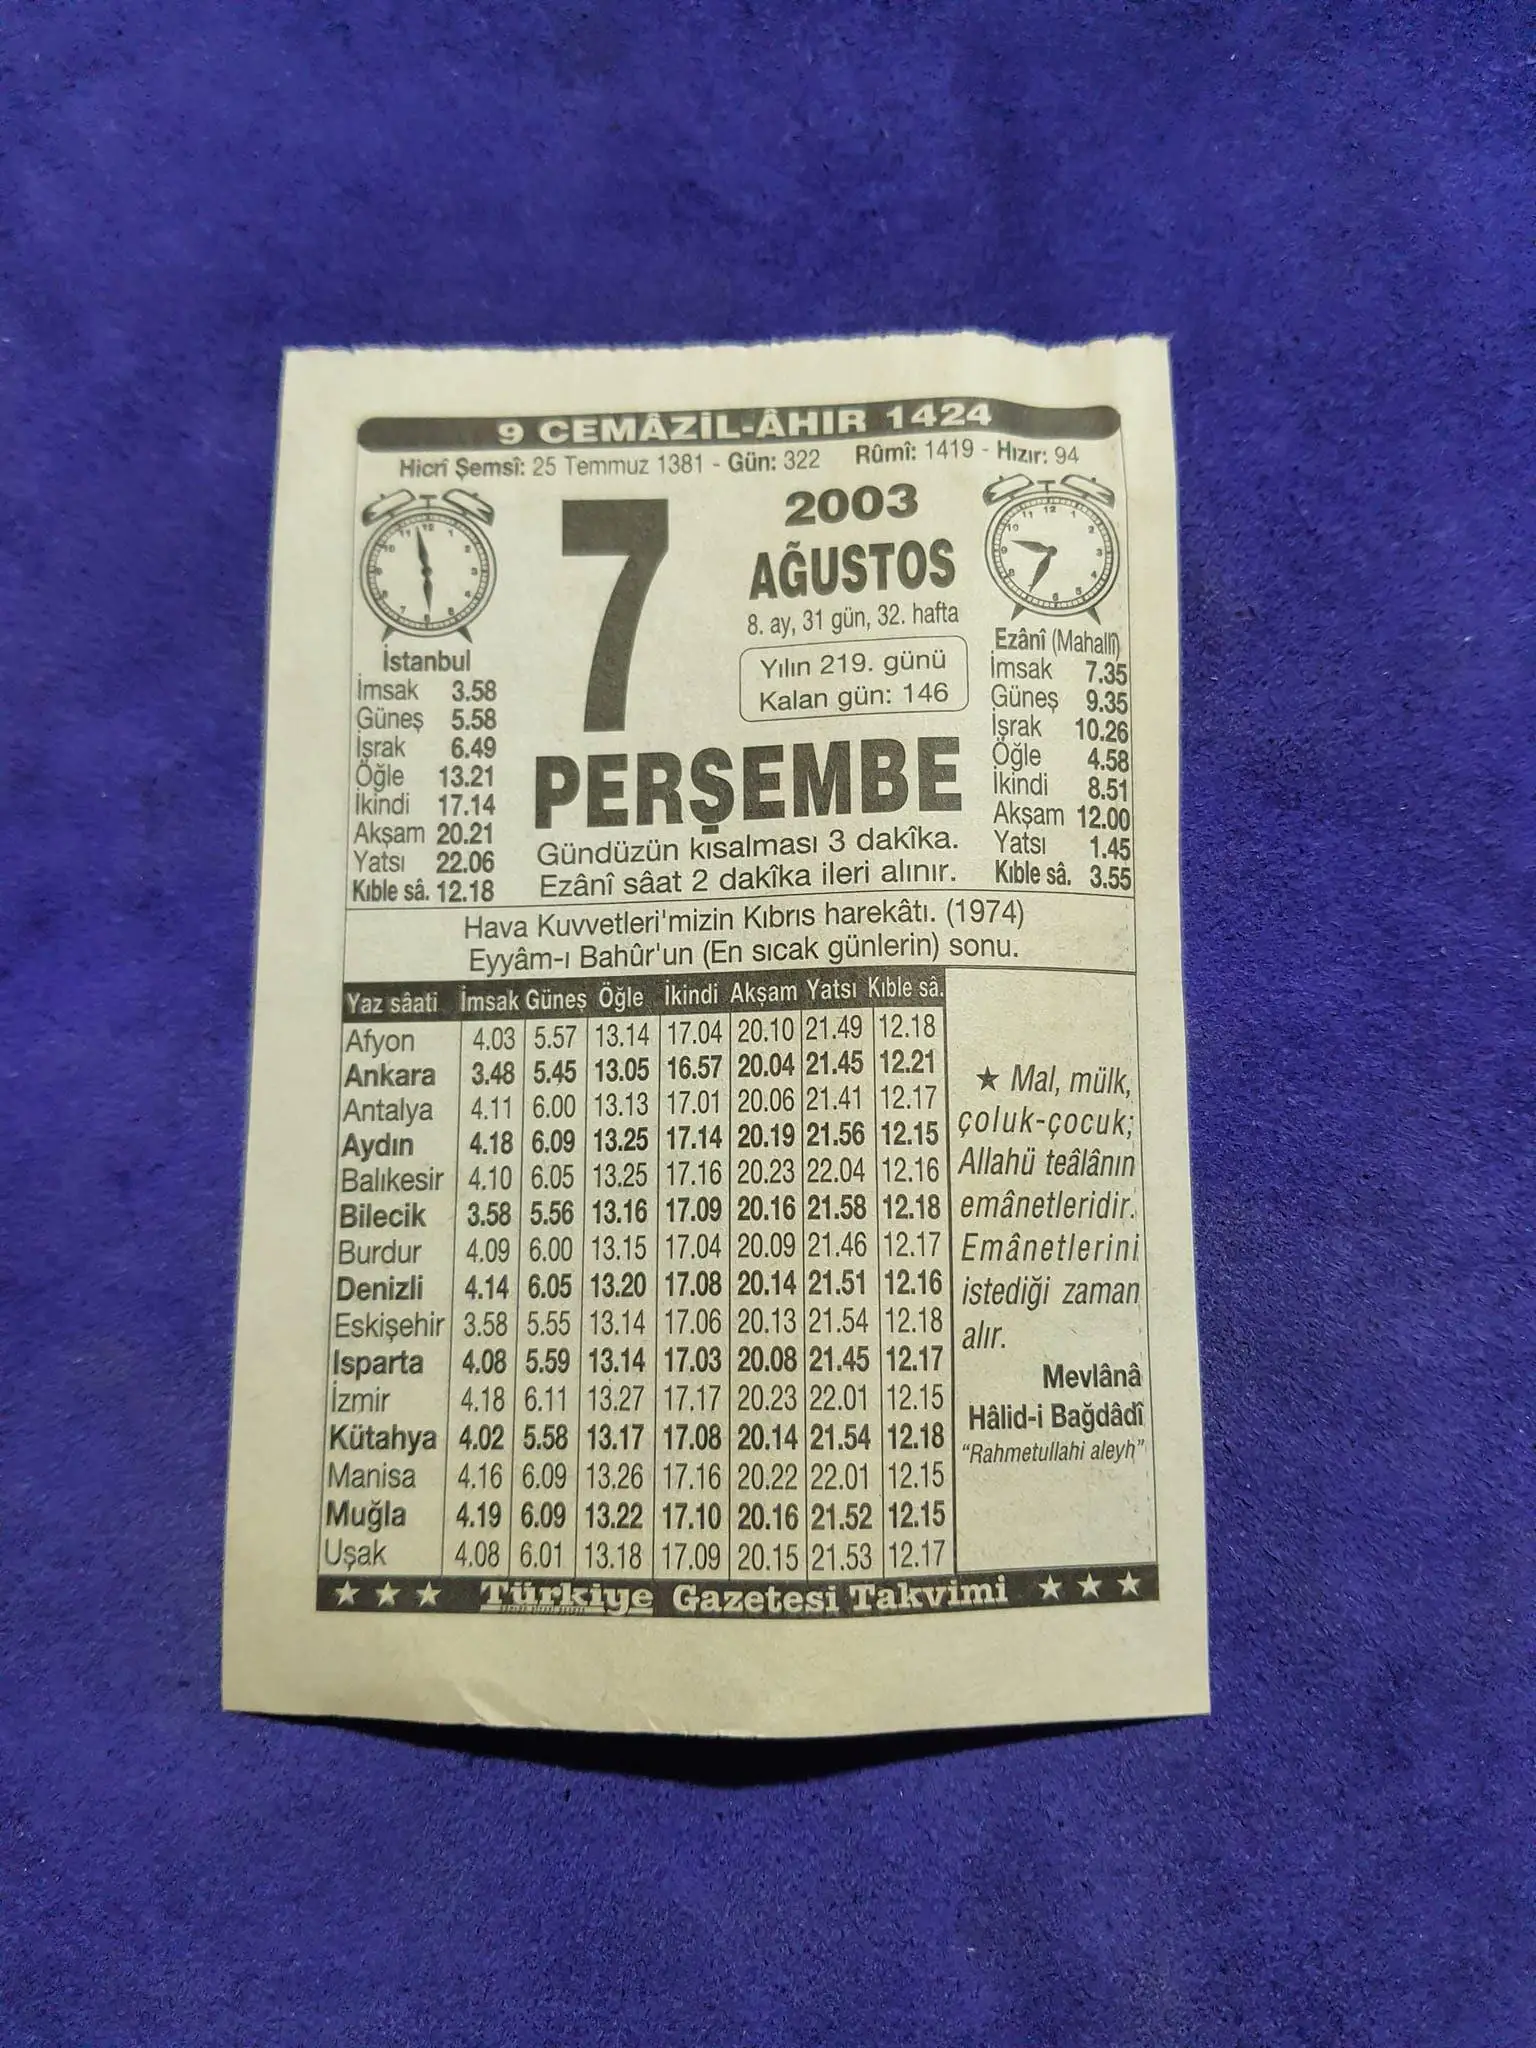 9 CEMÂZİL-ÂHIR 1424
Hicrî Şemsî: 25 Temmuz 1381 - Gün: 322 Rûmî: 1419 - Hızır: 94
7
2003
AĞUSTOS
8. ay, 31 gün, 32. hafta
Yılın 219. günü
Kalan gün: 146
PERŞEMBE
Gündüzün kısalması 3 dakîka.
Ezânî sâat 2 dakîka ileri alınır.
İstanbul
İmsak 3.58
Güneş 5.58
İşrak 6.49
Öğle 13.21
İkindi 17.14
Akşam 20.21
Yatsı 22.06
Kıble sâ. 12.18
Ezânî (Mahallî)
İmsak 7.35
Güneş 9.35
İşrak 10.26
Öğle 4.58
İkindi 8.51
Akşam 12.00
Yatsı 1.45
Kıble sâ. 3.55
Hava Kuvvetleri'mizin Kıbrıs harekâtı. (1974)
Eyyâm-ı Bahûr'un (En sıcak günlerin) sonu.
Yaz sâati İmsak Güneş Öğle İkindi Akşam Yatsı Kıble sâ.
Afyon 4.03 5.57 13.14 17.04 20.10 21.49 12.18
Ankara 3.48 5.45 13.05 16.57 20.04 21.45 12.21
Antalya 4.11 6.00 13.13 17.01 20.06 21.41 12.17
Aydın 4.18 6.09 13.25 17.14 20.19 21.56 12.15
Balıkesir 4.10 6.05 13.25 17.16 20.23 22.04 12.16
Bilecik 3.58 5.56 13.16 17.09 20.16 21.58 12.18
Burdur 4.09 6.00 13.15 17.04 20.09 21.46 12.17
Denizli 4.14 6.05 13.20 17.08 20.14 21.51 12.16
Eskişehir 3.58 5.55 13.14 17.06 20.13 21.54 12.18
Isparta 4.08 5.59 13.14 17.03 20.08 21.45 12.17
İzmir 4.18 6.11 13.27 17.17 20.23 22.01 12.15
Kütahya 4.02 5.58 13.17 17.08 20.14 21.54 12.18
Manisa 4.16 6.09 13.26 17.16 20.22 22.01 12.15
Muğla 4.19 6.09 13.22 17.10 20.16 21.52 12.15
Uşak 4.08 6.01 13.18 17.09 20.15 21.53 12.17
★ Mal, mülk,
çoluk-çocuk;
Allahü teâlânın
emânetleridir.
Emânetlerini
istediği zaman
alır.
Mevlânâ
Hâlid-i Bağdâdî
"Rahmetullahi aleyh"
★ ★ ★ Türkiye Gazetesi Takvimi ★ ★ ★